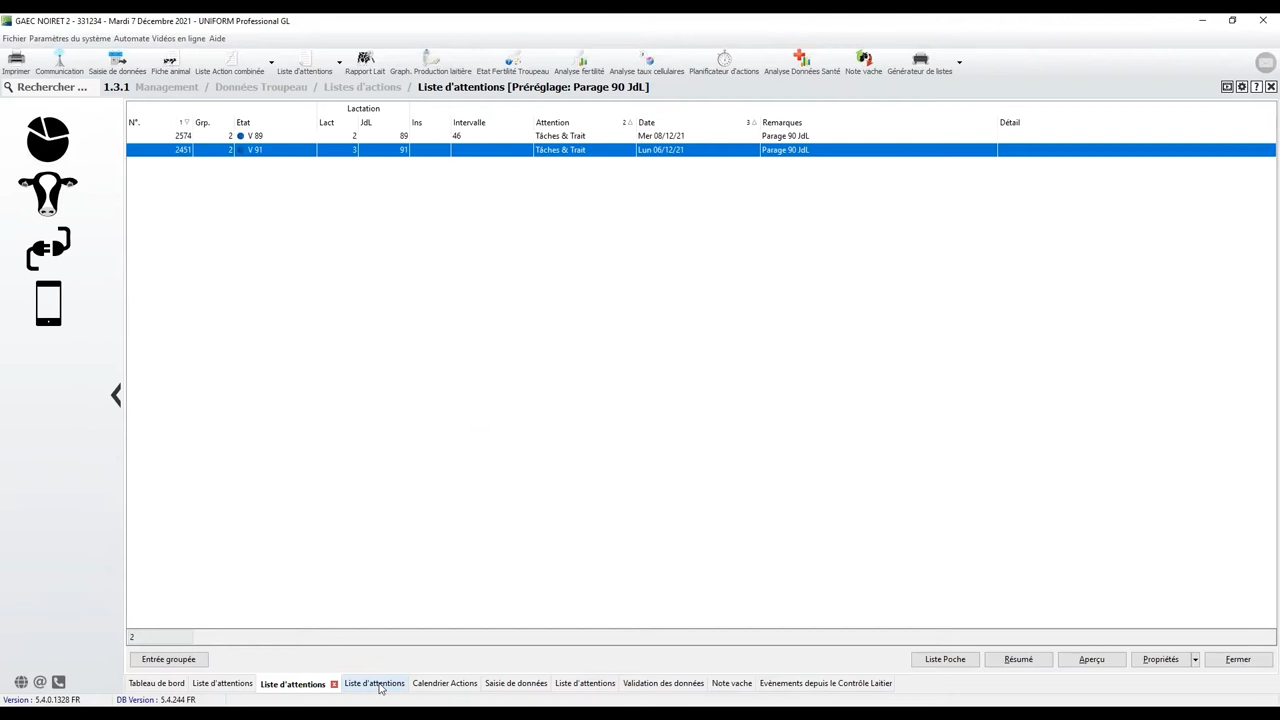 GAEC NOIRET 2 - 331234 - Mardi 7 Décembre 2021 - UNIFORM Professional GL
Fichier Paramètres du système Automate Vidéos en ligne Aide
Imprimer Communication Saisie de données Fiche animal Liste Action combinée Liste d'attentions Rapport Lait Graph. Production laitière Etat Fertilité Troupeau Analyse fertilité Analyse taux cellulaires Planificateur d'actions Analyse Données Santé Note vache Générateur de listes
Rechercher ... 1.3.1 Management / Données Troupeau / Listes d'actions / Liste d'attentions [Préréglage: Parage 90 JdL]
Lactation
N°. 1 Grp. Etat Lact JdL Ins Intervalle Attention 2 Date 3 Remarques Détail
2574 2 V 89 2 89 46 Tâches & Trait Mer 08/12/21 Parage 90 JdL
2451 2 V 91 3 91 Tâches & Trait Lun 06/12/21 Parage 90 JdL
2
Entrée groupée Liste Poche Résumé Aperçu Propriétés Fermer
Tableau de bord Liste d'attentions Liste d'attentions Liste d'attentions Calendrier Actions Saisie de données Liste d'attentions Validation des données Note vache Evènements depuis le Contrôle Laitier
Version : 5.4.0.1328 FR DB Version : 5.4.244 FR